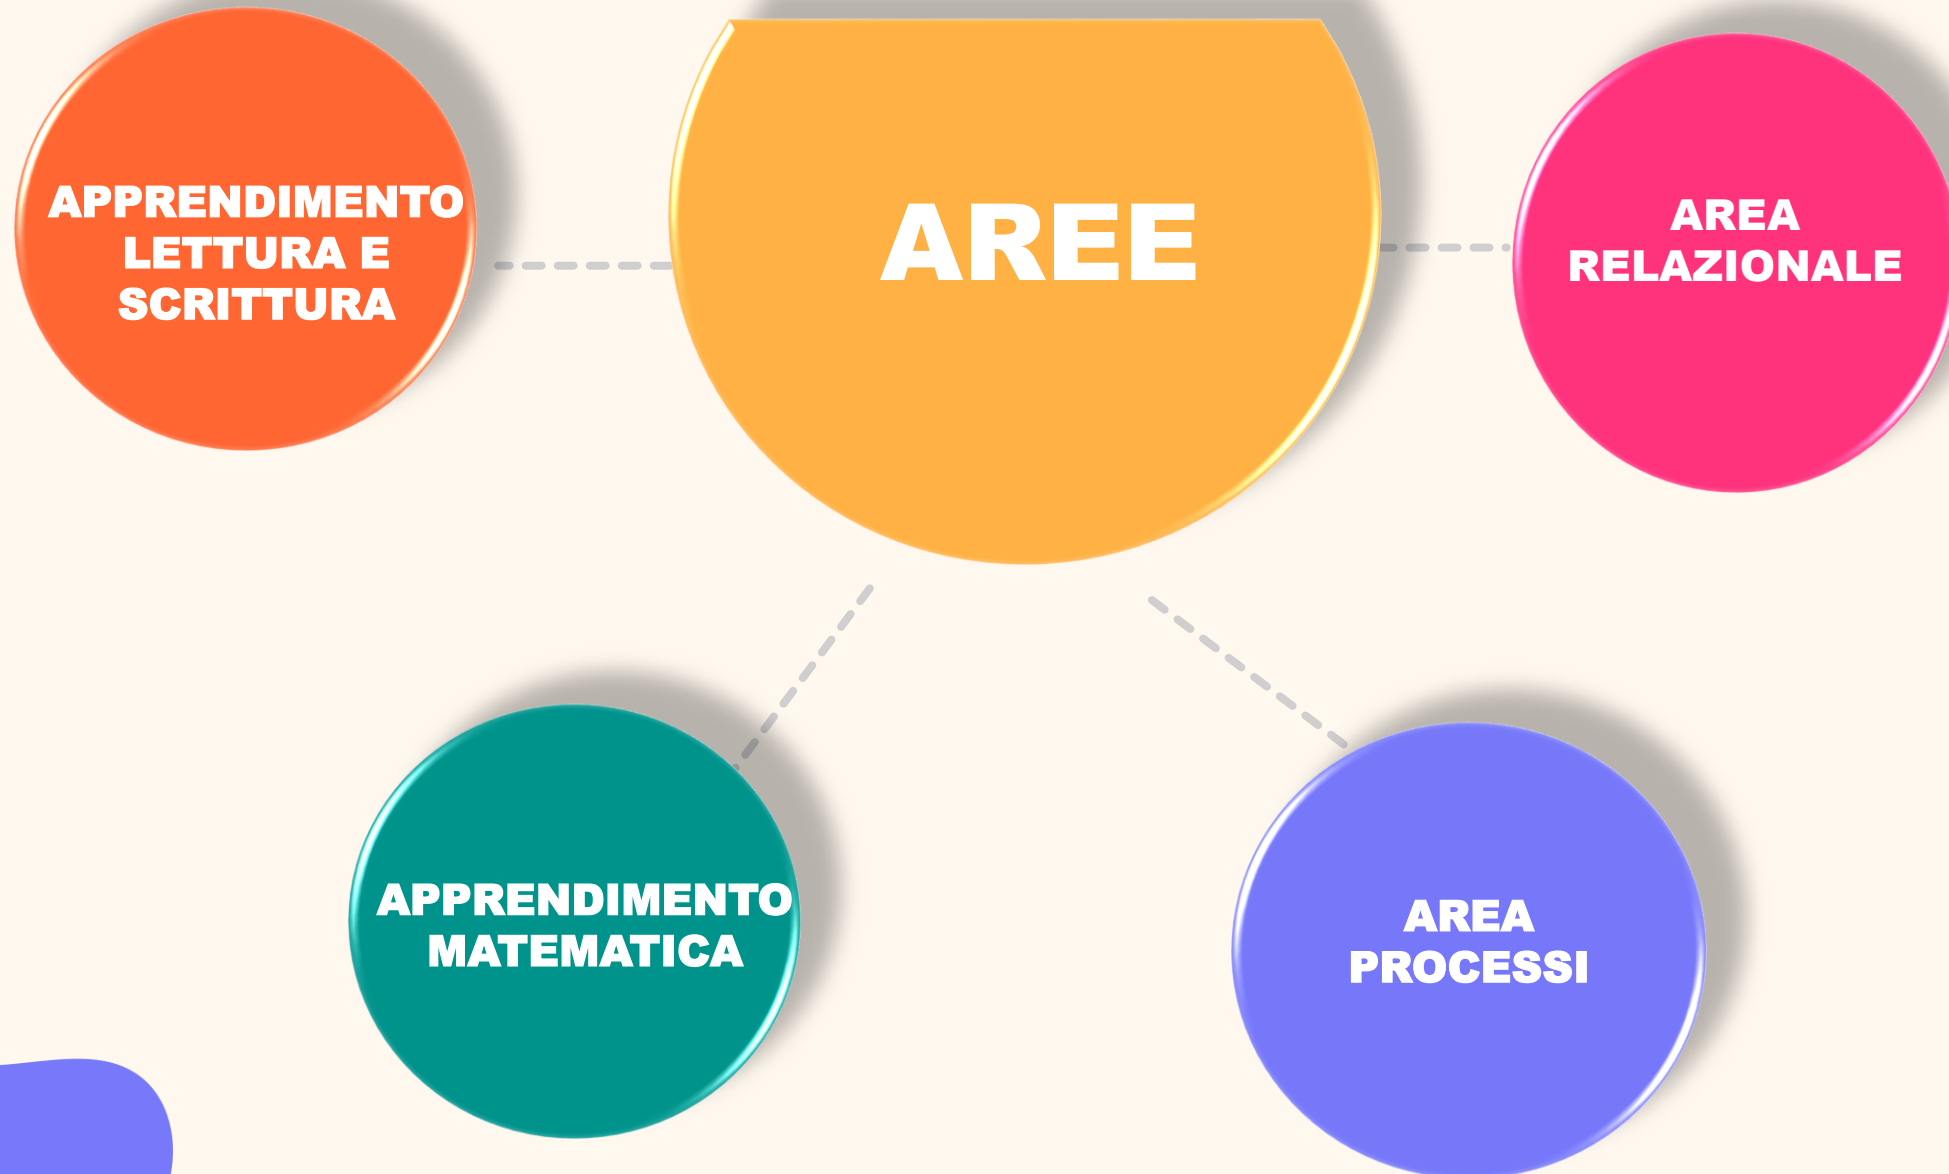 APPRENDIMENTO
LETTURA E
SCRITTURA
AREE
AREA
RELAZIONALE
APPRENDIMENTO
MATEMATICA
AREA
PROCESSI